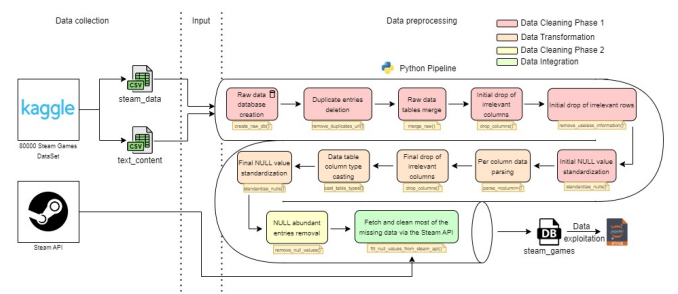 Data collection
Input
Data preprocessing
Data Cleaning Phase 1
Data Transformation
Data Cleaning Phase 2
Data Integration
Python Pipeline
kaggle
80000 Steam Games
DataSet
CSV
steam_data
CSV
text_content
Steam API
Raw data
database
creation
create_raw_db()
Duplicate entries
deletion
remove_duplicates_url()
Raw data
tables merge
merge_raw()
Initial drop of
irrelevant
columns
drop_columns()
Initial drop of irrelevant rows
remove_useless_information()
Final NULL value
standardization
standardize_nulls()
Data table
column type
casting
cast_table_types()
Final drop of
irrelevant
columns
drop_columns()
Per column data
parsing
Initial NULL value
standardization
standardize_nulls()
NULL abundant
entries removal
remove_null_values()
Fetch and clean most of the
missing data via the Steam API
fill_null_values_from_steam_api()
DB
steam_games
Data
exploitation